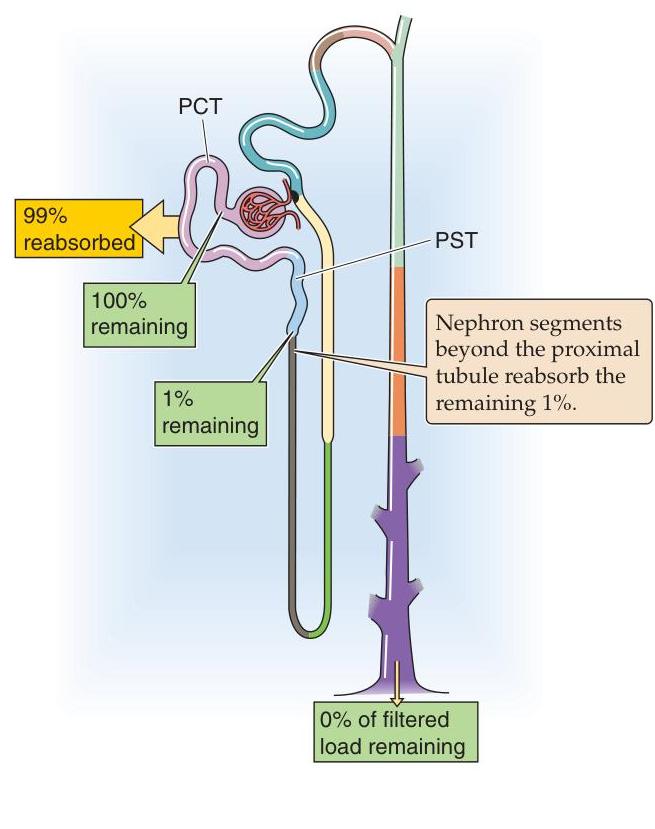 PCT
99%
reabsorbed
PST
100%
remaining
Nephron segments
beyond the proximal
tubule reabsorb the
remaining 1%.
1%
remaining
0% of filtered
load remaining